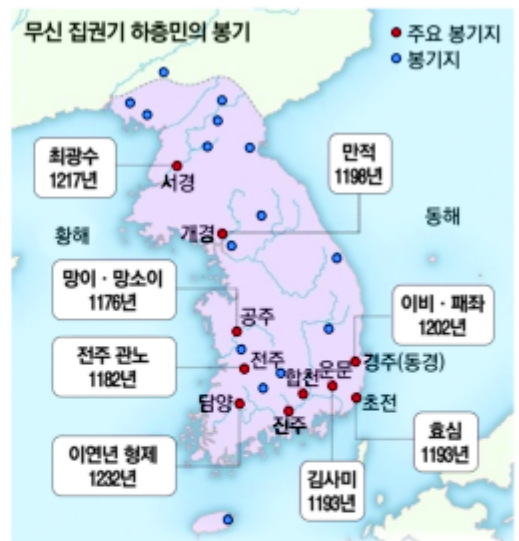 무신 집권기 하층민의 봉기
주요 봉기지
봉기지
최광수
1217년
서경
만적
1198년
동해
황해
개경
망이·망소이
1176년
공주
이비·패좌
1202년
전주 관노
1182년
전주
합천
운문
경주(동경)
담양
진주
초전
이연년 형제
1232년
김사미
1193년
효심
1193년